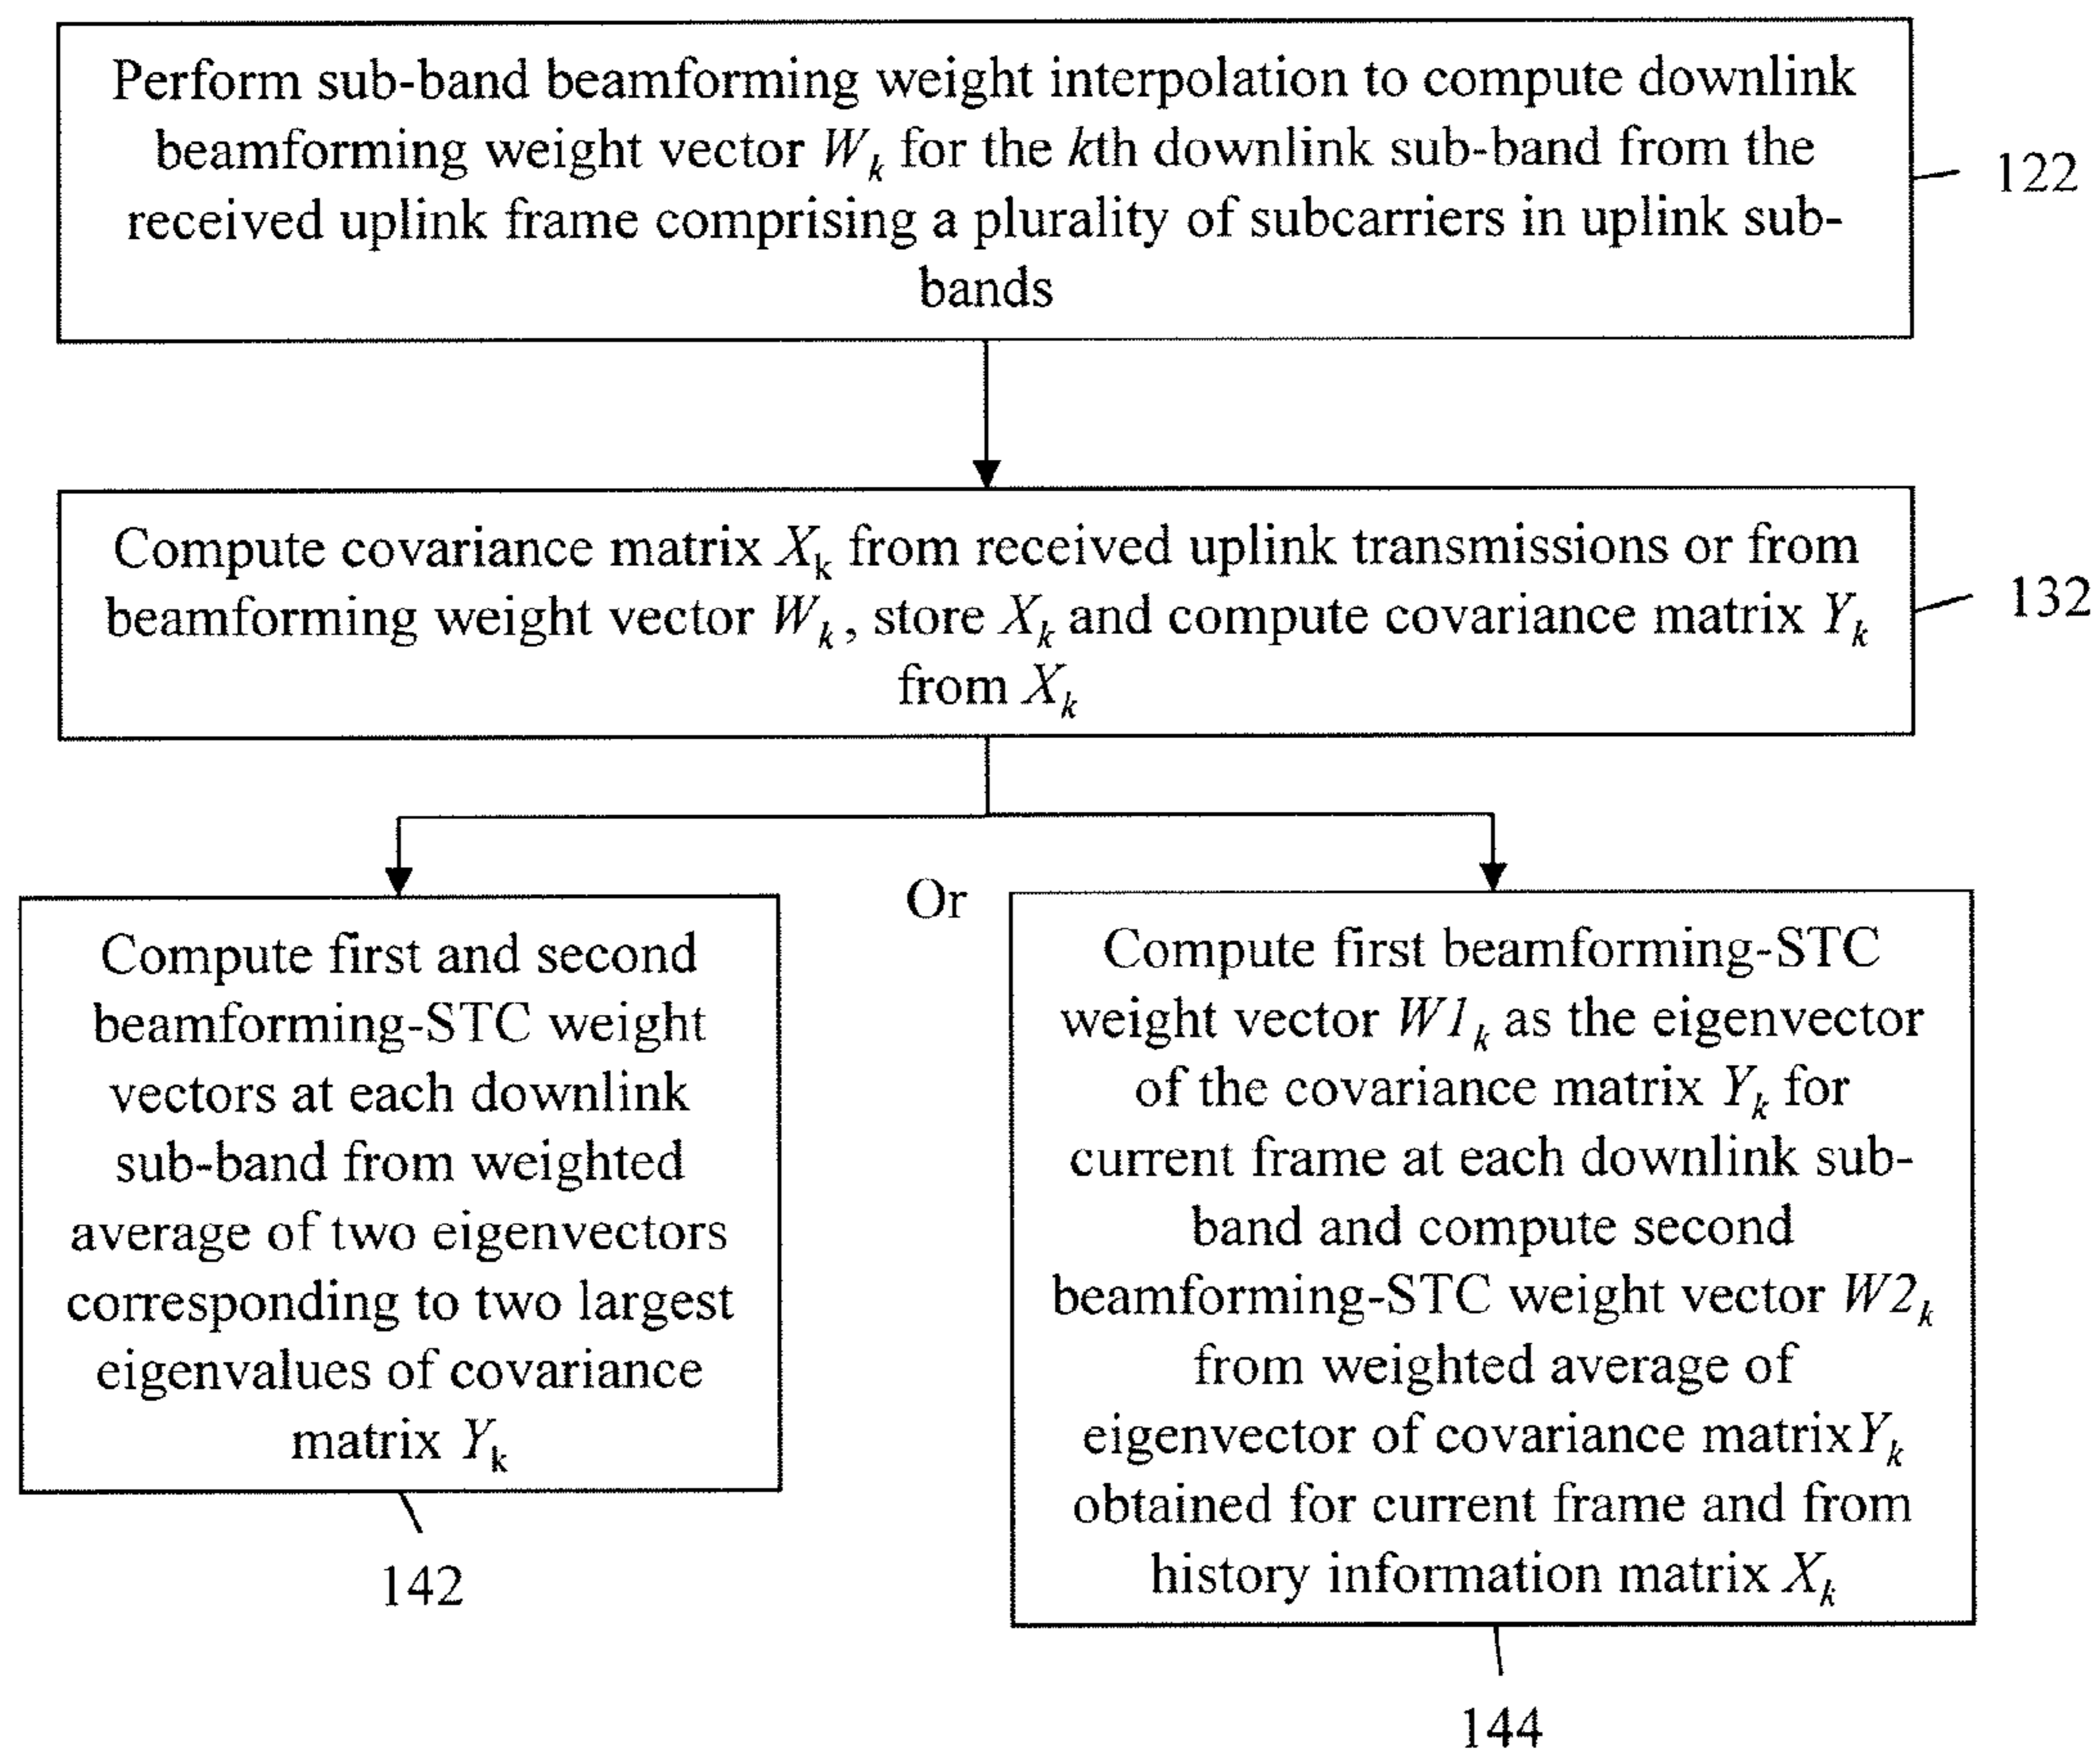 Perform sub-band beamforming weight interpolation to compute downlink
beamforming weight vector Wk for the kth downlink sub-band from the
received uplink frame comprising a plurality of subcarriers in uplink sub-
bands
122
Compute covariance matrix Xk from received uplink transmissions or from
beamforming weight vector Wk, store Xk and compute covariance matrix Yk
from Xk
132
Compute first and second
beamforming-STC weight
vectors at each downlink
sub-band from weighted
average of two eigenvectors
corresponding to two largest
eigenvalues of covariance
matrix Yk
142
Or
Compute first beamforming-STC
weight vector W1k as the eigenvector
of the covariance matrix Yk for
current frame at each downlink sub-
band and compute second
beamforming-STC weight vector W2k
from weighted average of
eigenvector of covariance matrixYk
obtained for current frame and from
history information matrix Xk
144